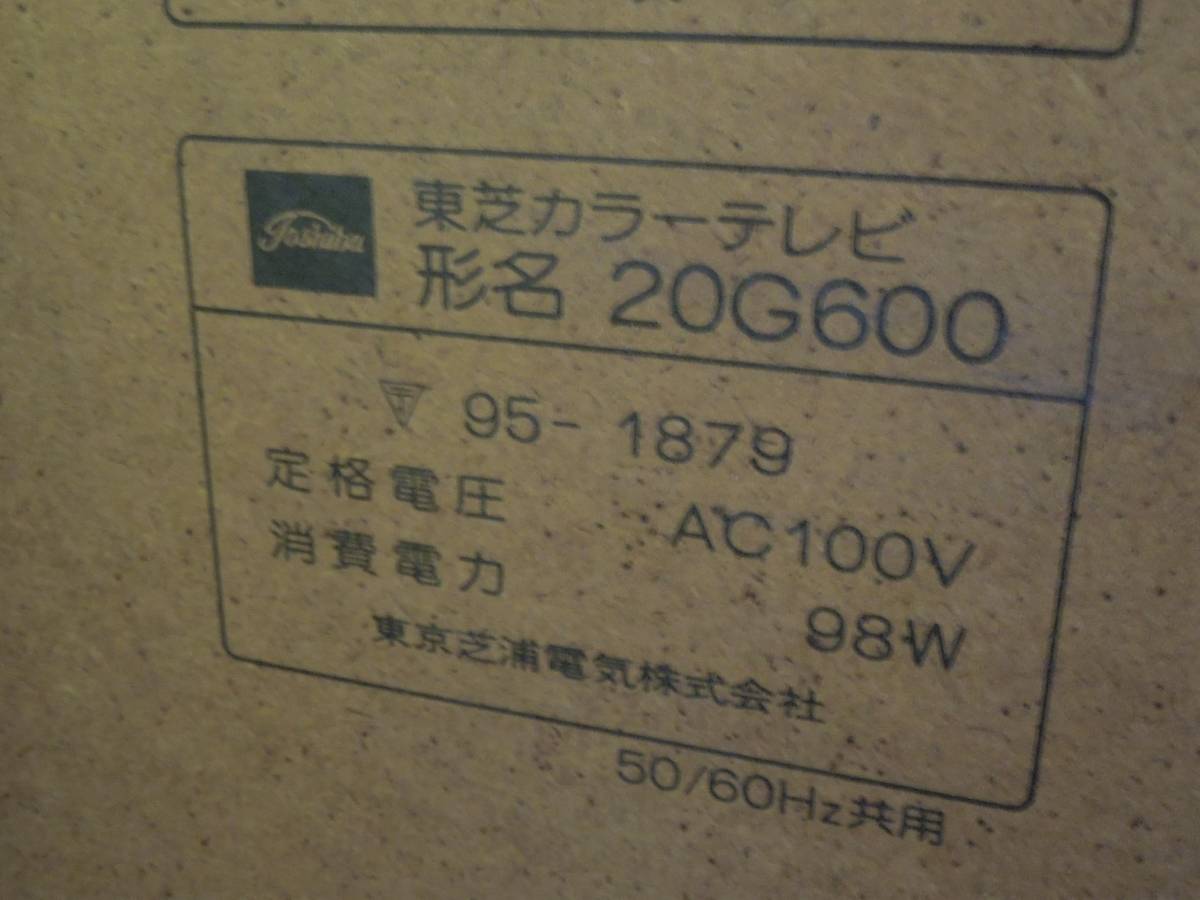 Toshiba
東芝カラーテレビ
形名 20G600
〒 95-1879
定格電圧 AC100V
消費電力 98W
東京芝浦電気株式会社
50/60Hz共用